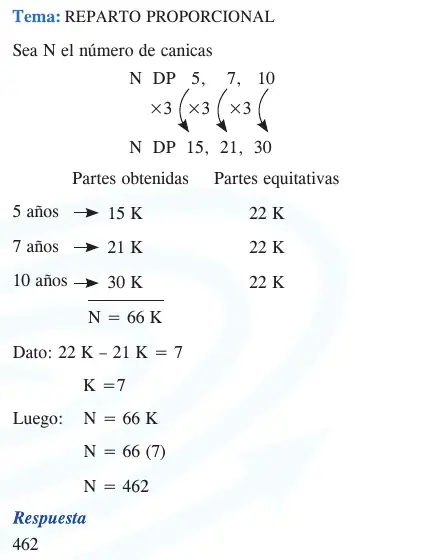 Tema: REPARTO PROPORCIONAL
Sea N el número de canicas
N DP 5, 7, 10
×3 ×3 ×3
N DP 15, 21, 30
Partes obtenidas Partes equitativas
5 años 15 K 22 K
7 años 21 K 22 K
10 años 30 K 22 K
N = 66 K
Dato: 22 K – 21 K = 7
K =7
Luego: N = 66 K
N = 66 (7)
N = 462
Respuesta
462